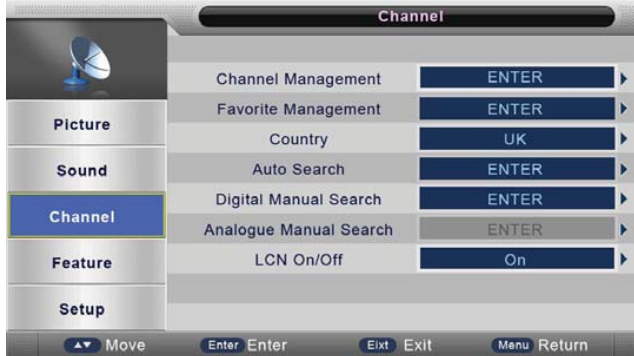 Channel
Channel Management ENTER
Favorite Management ENTER
Country UK
Auto Search ENTER
Digital Manual Search ENTER
Analogue Manual Search ENTER
LCN On/Off On
Picture
Sound
Channel
Feature
Setup
Move Enter Enter Eixt Exit Menu Return